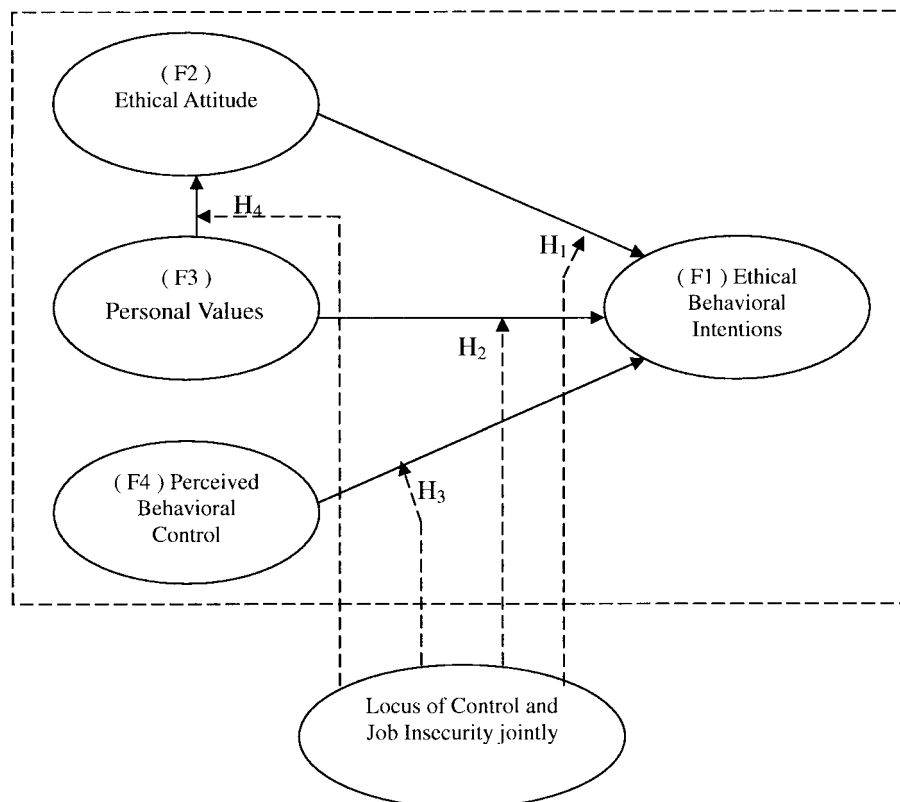 ( F2 )
Ethical Attitude
H4
H1
( F3 )
Personal Values
( F1 ) Ethical
Behavioral
Intentions
H2
( F4 ) Perceived
Behavioral
Control
H3
Locus of Control and
Job Insecurity jointly